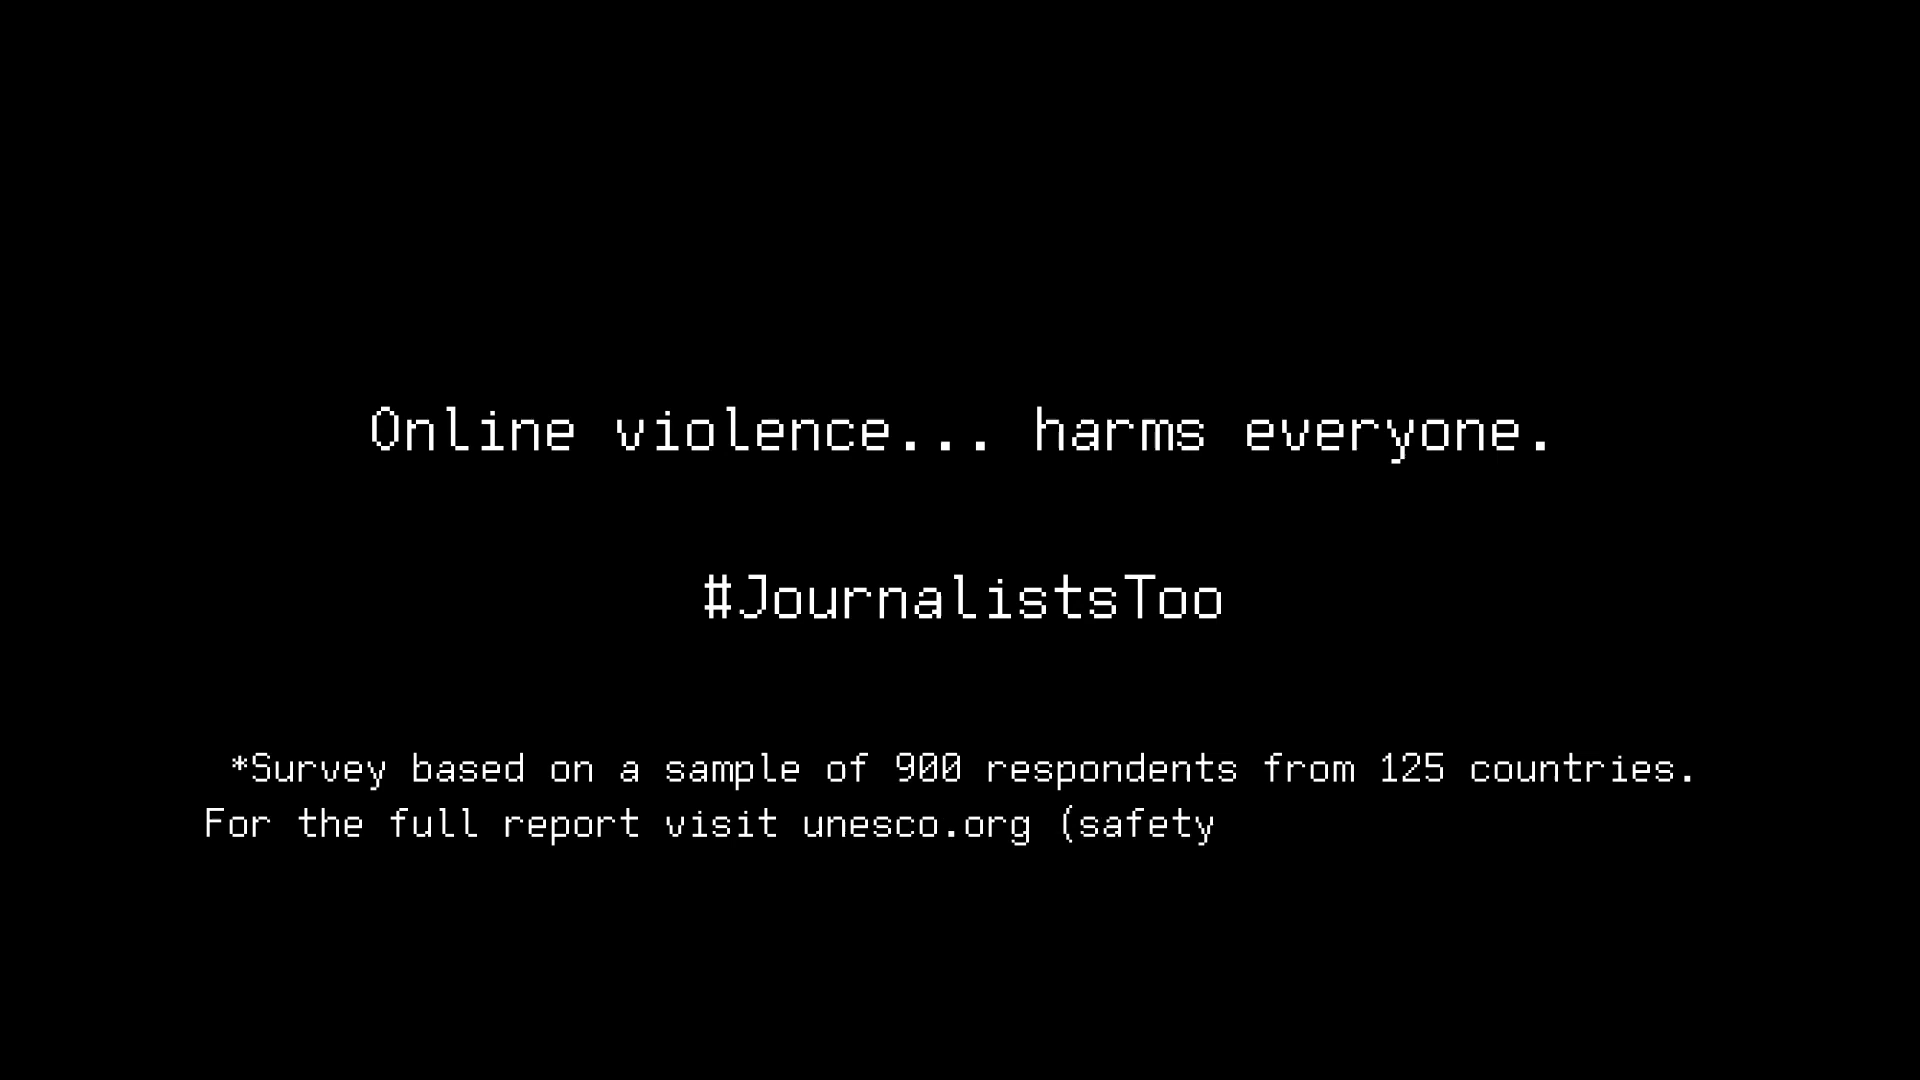 Online violence... harms everyone.
#JournalistsToo
*Survey based on a sample of 900 respondents from 125 countries.
For the full report visit unesco.org (safety